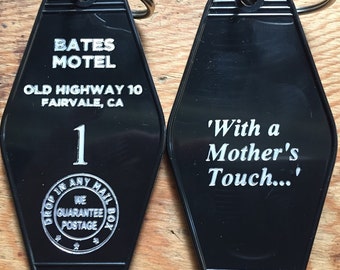 BATES
MOTEL
OLD HIGHWAY 10
FAIRVALE, CA
1
DROP IN ANY MAIL BOX
WE
GUARANTEE
POSTAGE
'With a
Mother's
Touch...'